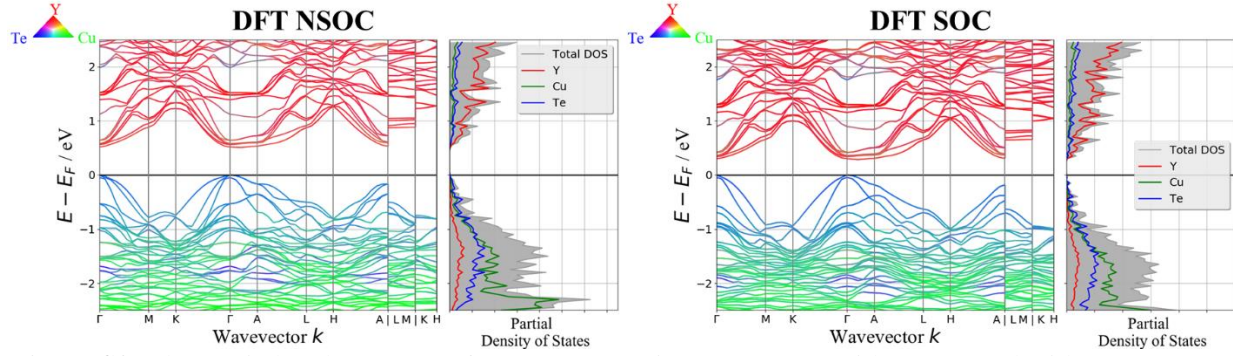 DFT NSOC
Y
Te
Cu
E − E_F / eV
2
1
0
−1
−2
Γ M K Γ A L H A | L M | K H
Wavevector k
Total DOS
Y
Cu
Te
Partial
Density of States
DFT SOC
Y
Te
Cu
E − E_F / eV
2
1
0
−1
−2
Γ M K Γ A L H A | L M | K H
Wavevector k
Total DOS
Y
Cu
Te
Partial
Density of States